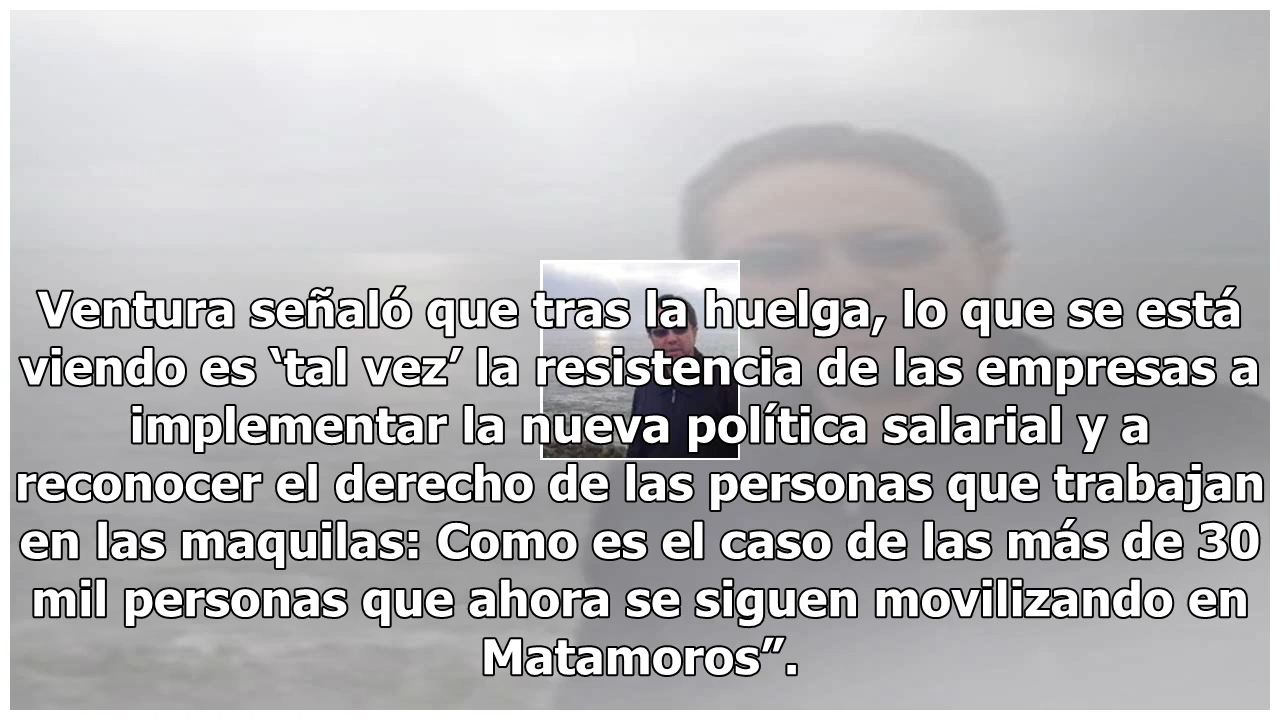 Ventura señaló que tras la huelga, lo que se está
viendo es ‘tal vez’ la resistencia de las empresas a
implementar la nueva política salarial y a
reconocer el derecho de las personas que trabajan
en las maquilas: Como es el caso de las más de 30
mil personas que ahora se siguen movilizando en
Matamoros”.